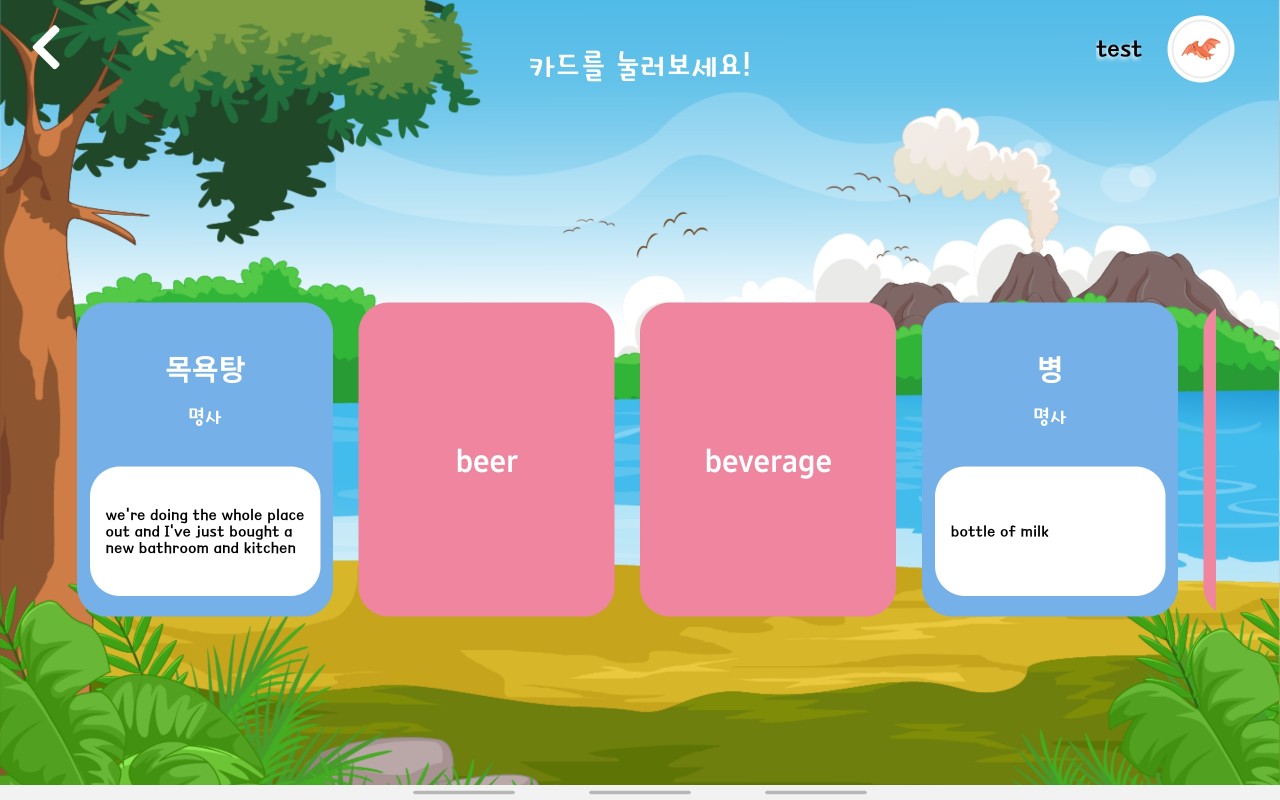 카드를 눌러보세요!
test
목욕탕
명사
we're doing the whole place
out and I've just bought a
new bathroom and kitchen
beer
beverage
병
명사
bottle of milk